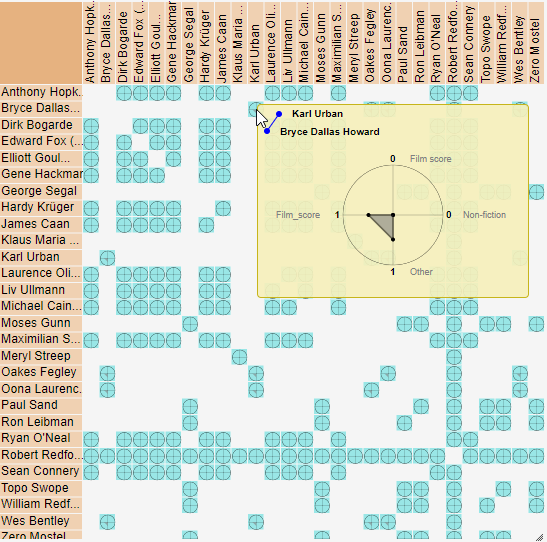 Anthony Hopk...
Bryce Dallas...
Dirk Bogarde
Edward Fox (...
Elliott Goul...
Gene Hackman
George Segal
Hardy Krüger
James Caan
Klaus Maria ...
Karl Urban
Laurence Oli...
Liv Ullmann
Michael Cain...
Moses Gunn
Maximilian S...
Meryl Streep
Oakes Fegley
Oona Laurenc...
Paul Sand
Ron Leibman
Ryan O'Neal
Robert Redfo...
Sean Connery
Topo Swope
William Redf...
Wes Bentley
Zero Mostel
Anthony Hopk...
Bryce Dallas...
Dirk Bogarde
Edward Fox (...
Elliott Goul...
Gene Hackman
George Segal
Hardy Krüger
James Caan
Klaus Maria ...
Karl Urban
Laurence Oli...
Liv Ullmann
Michael Cain...
Moses Gunn
Maximilian S...
Meryl Streep
Oakes Fegley
Oona Laurenc...
Paul Sand
Ron Leibman
Ryan O'Neal
Robert Redfo...
Sean Connery
Topo Swope
William Redf...
Wes Bentley
Zero Mostel
Karl Urban
Bryce Dallas Howard
0 Film score
Film_score 1
0 Non-fiction
1 Other